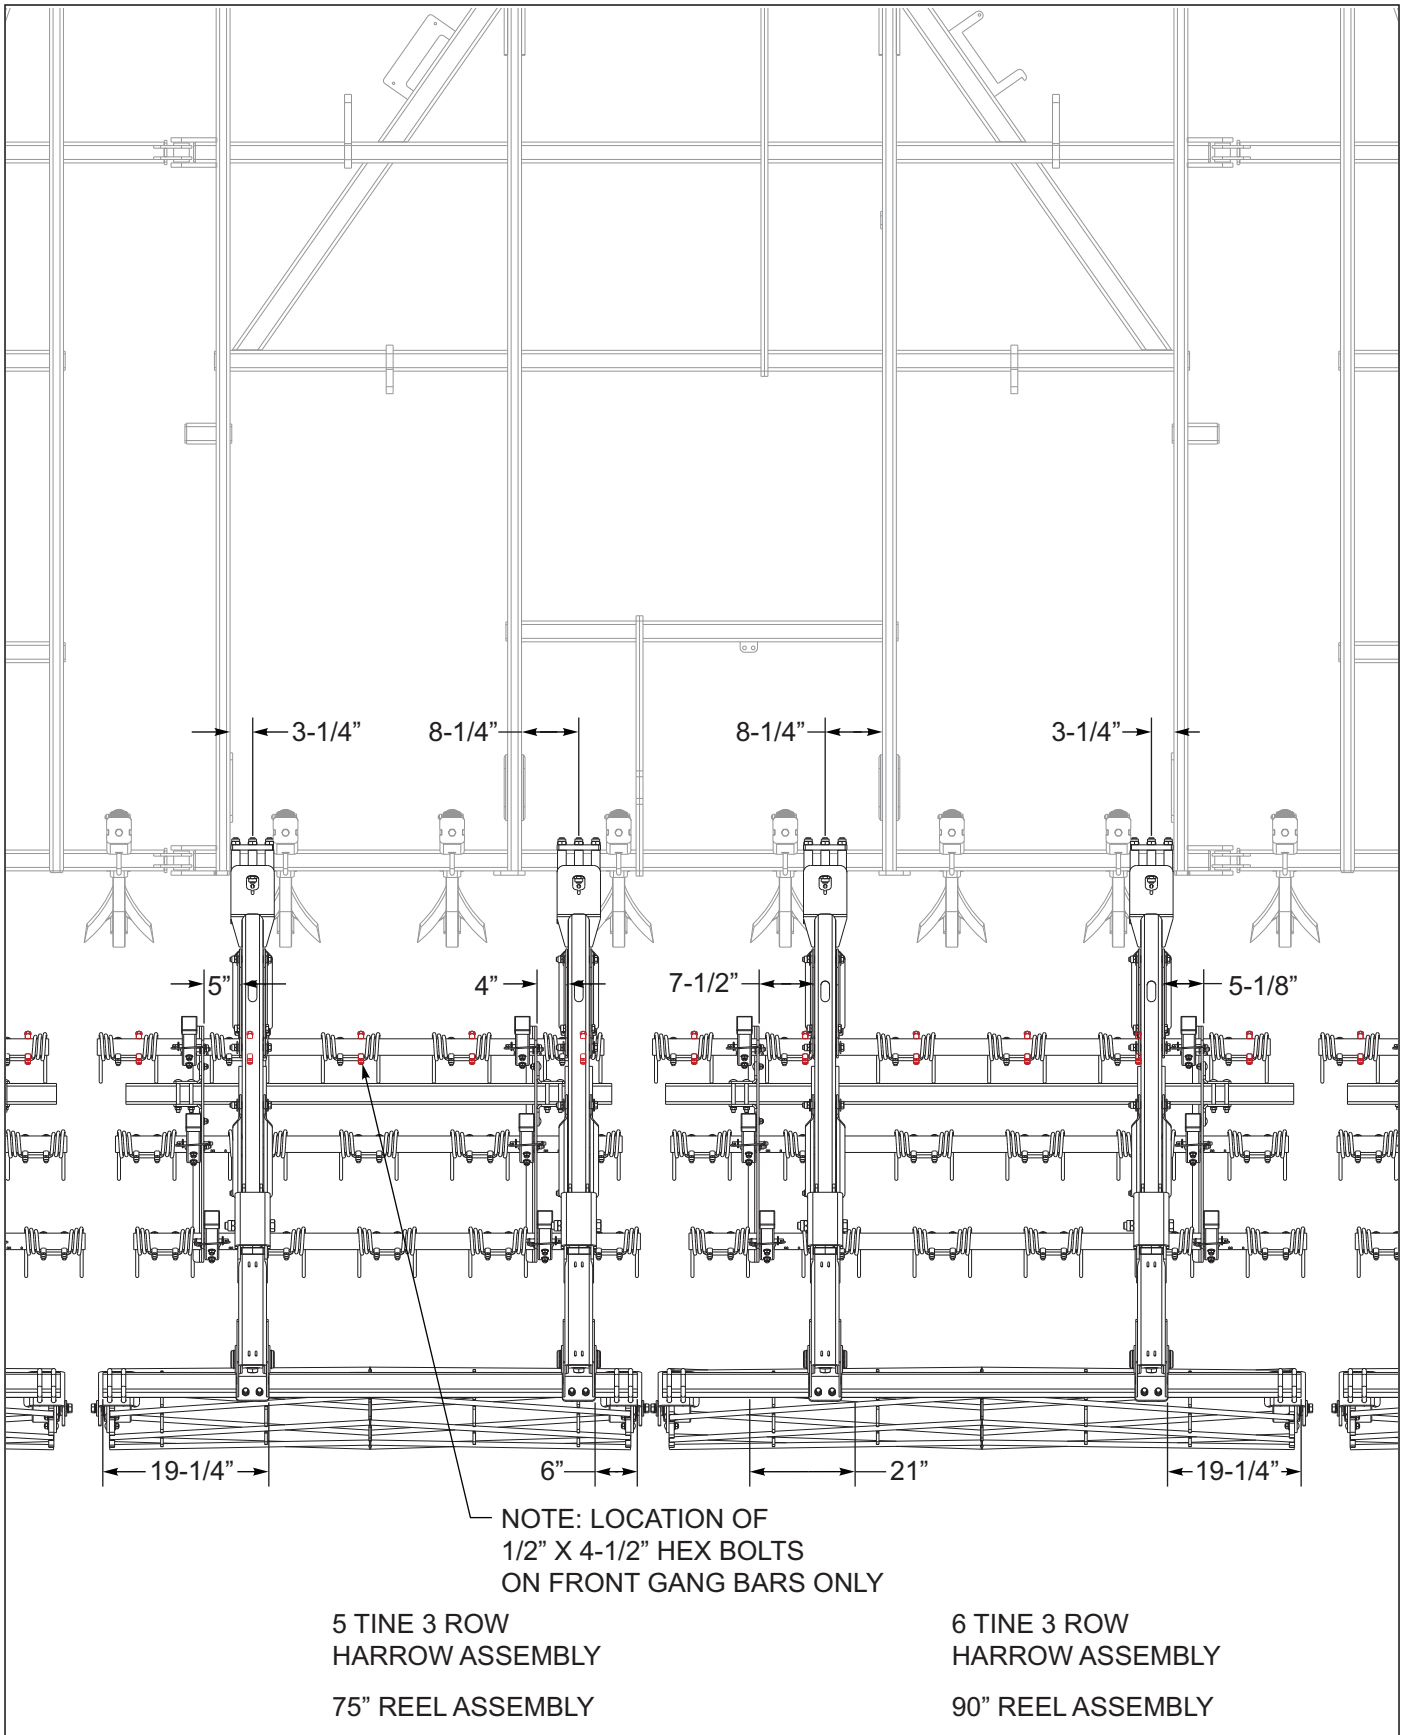 3-1/4”
8-1/4”
8-1/4”
3-1/4”
5”
4”
7-1/2”
5-1/8”
19-1/4”
6”
21”
19-1/4”
NOTE: LOCATION OF
1/2” X 4-1/2” HEX BOLTS
ON FRONT GANG BARS ONLY
5 TINE 3 ROW
HARROW ASSEMBLY
75” REEL ASSEMBLY
6 TINE 3 ROW
HARROW ASSEMBLY
90” REEL ASSEMBLY